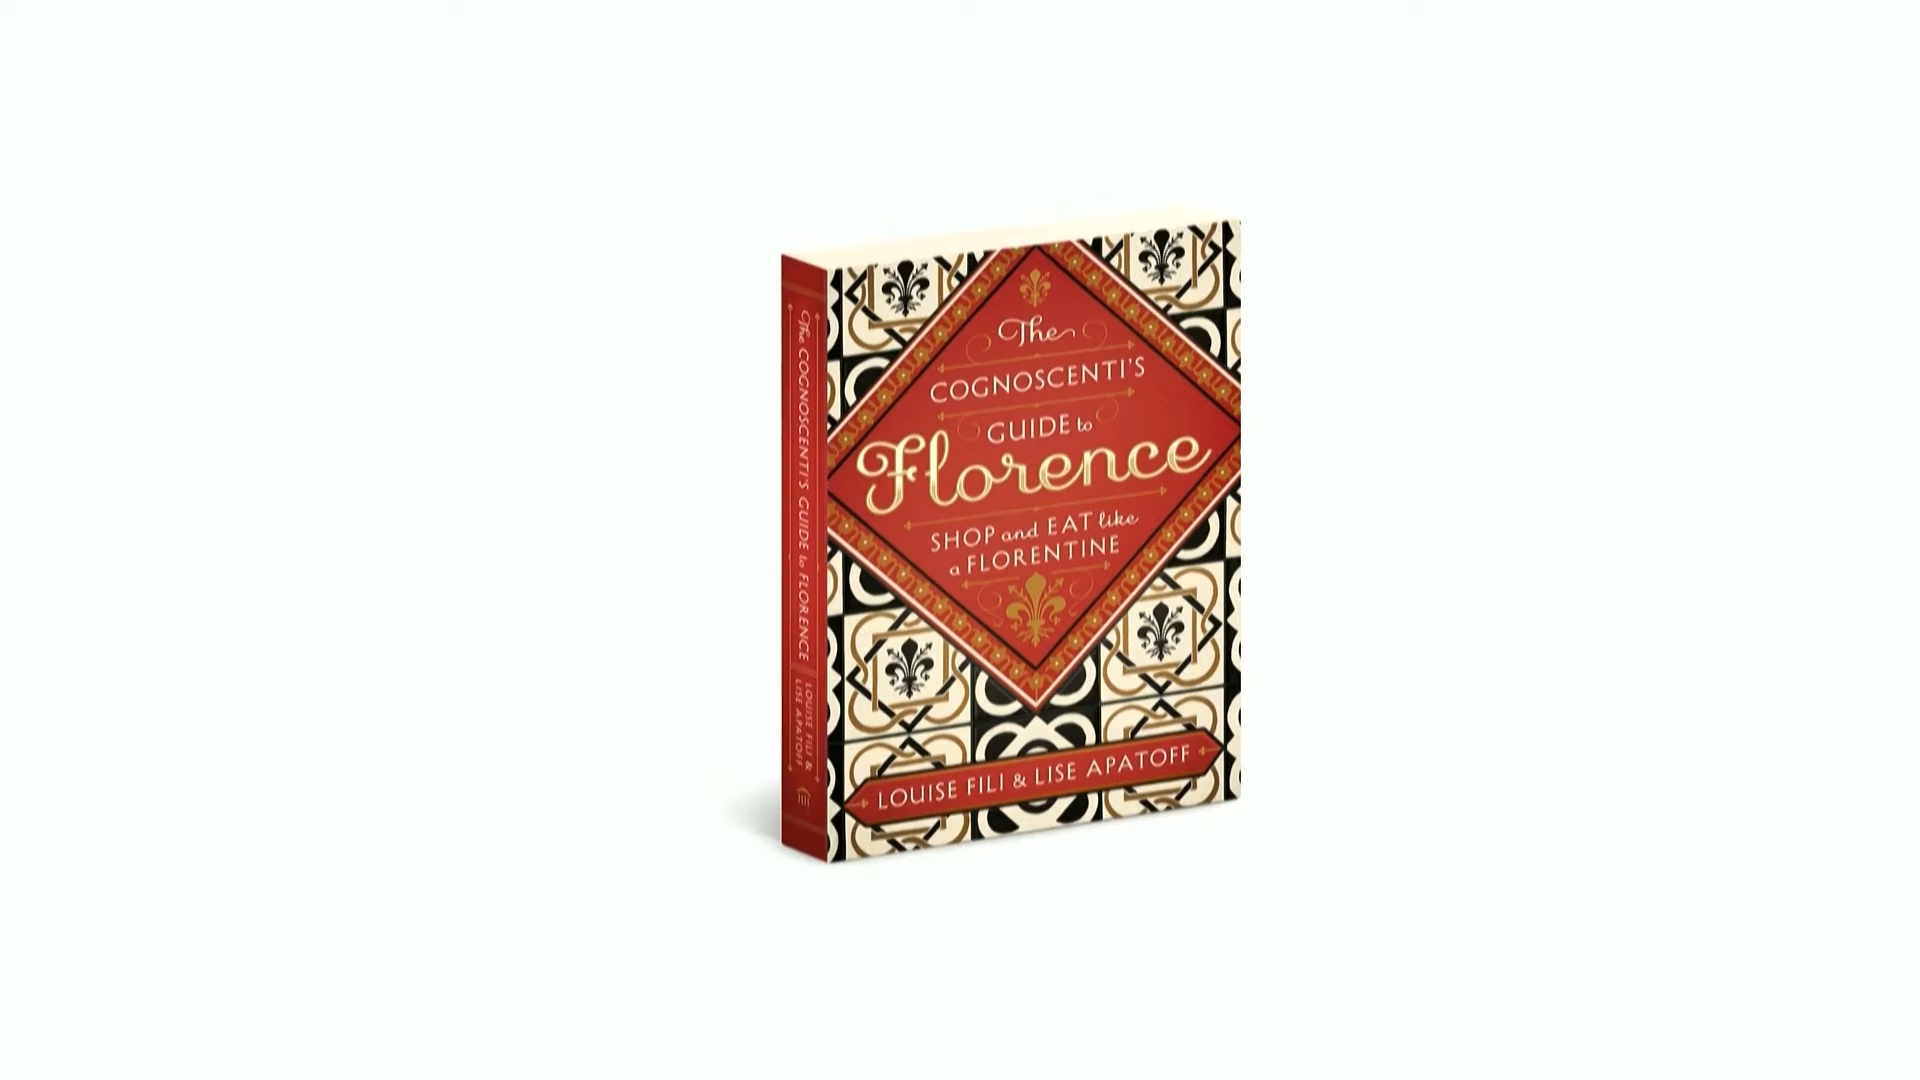 The
COGNOSCENTI'S
GUIDE to
Florence
SHOP and EAT like
a FLORENTINE
LOUISE FILI & LISE APATOFF
The COGNOSCENTI'S GUIDE to FLORENCE
LOUISE FILI &
LISE APATOFF